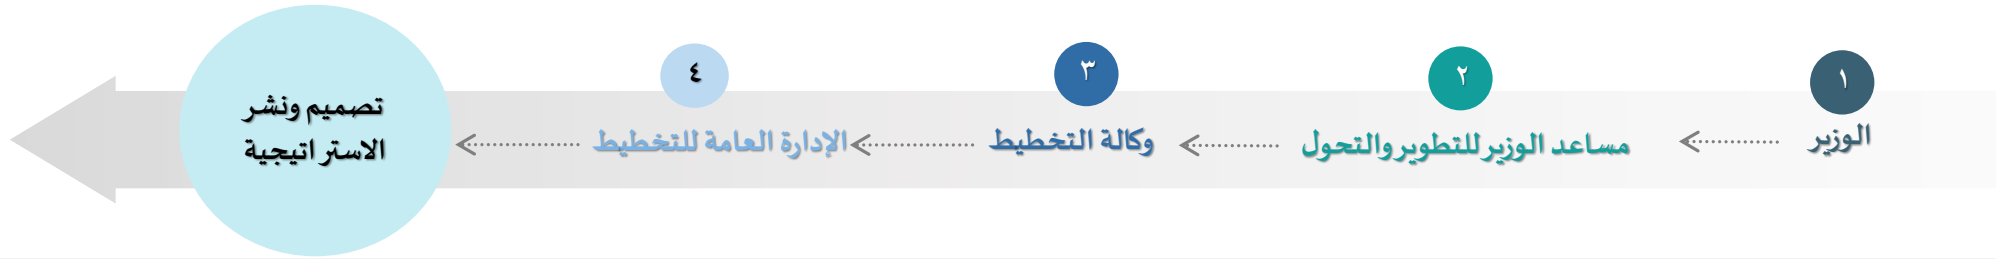 ١
الوزير
٢
مساعد الوزير للتطوير والتحول
٣
وكالة التخطيط
٤
الإدارة العامة للتخطيط
تصميم ونشر
الاستراتيجية